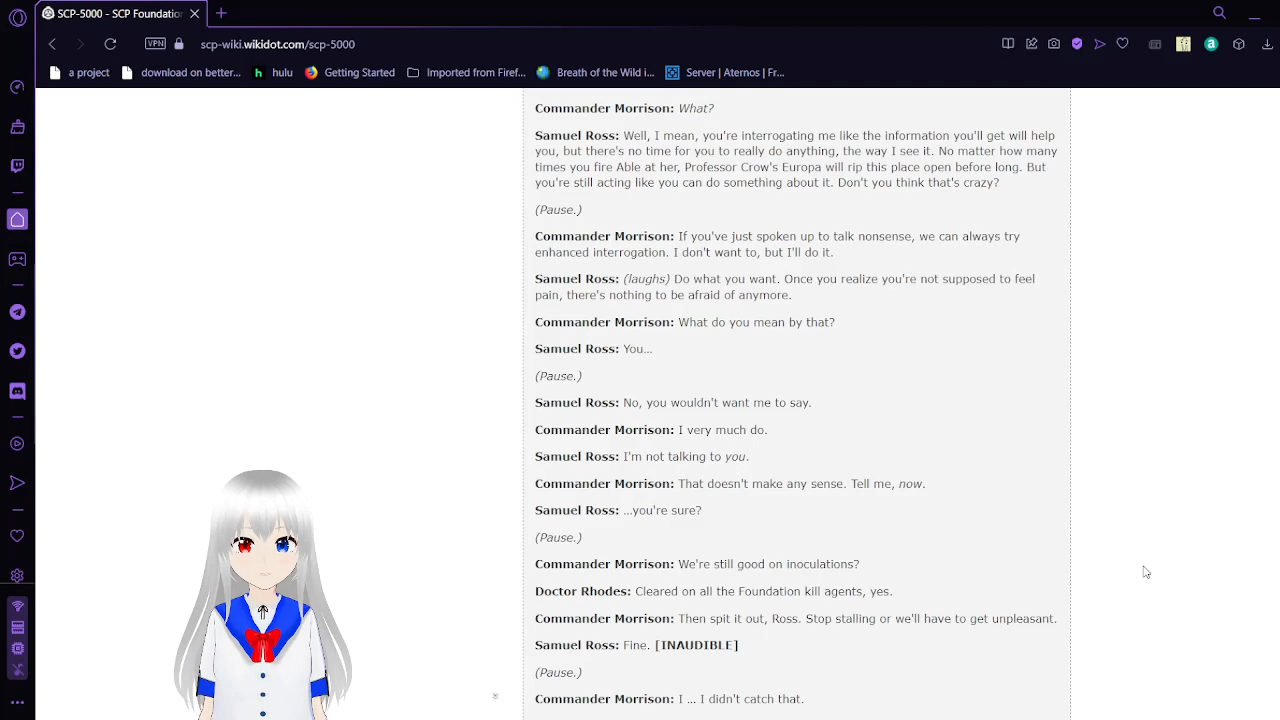 SCP-5000 - SCP Foundation
VPN
scp-wiki.wikidot.com/scp-5000
a project
download on better...
hulu
Getting Started
Imported from Firef...
Breath of the Wild i...
Server | Aternos | Fr...
Commander Morrison: What?
Samuel Ross: Well, I mean, you're interrogating me like the information you'll get will help
you, but there's no time for you to really do anything, the way I see it. No matter how many
times you fire Able at her, Professor Crow's Europa will rip this place open before long. But
you're still acting like you can do something about it. Don't you think that's crazy?
(Pause.)
Commander Morrison: If you've just spoken up to talk nonsense, we can always try
enhanced interrogation. I don't want to, but I'll do it.
Samuel Ross: (laughs) Do what you want. Once you realize you're not supposed to feel
pain, there's nothing to be afraid of anymore.
Commander Morrison: What do you mean by that?
Samuel Ross: You...
(Pause.)
Samuel Ross: No, you wouldn't want me to say.
Commander Morrison: I very much do.
Samuel Ross: I'm not talking to you.
Commander Morrison: That doesn't make any sense. Tell me, now.
Samuel Ross: ...you're sure?
(Pause.)
Commander Morrison: We're still good on inoculations?
Doctor Rhodes: Cleared on all the Foundation kill agents, yes.
Commander Morrison: Then spit it out, Ross. Stop stalling or we'll have to get unpleasant.
Samuel Ross: Fine. [INAUDIBLE]
(Pause.)
Commander Morrison: I ... I didn't catch that.